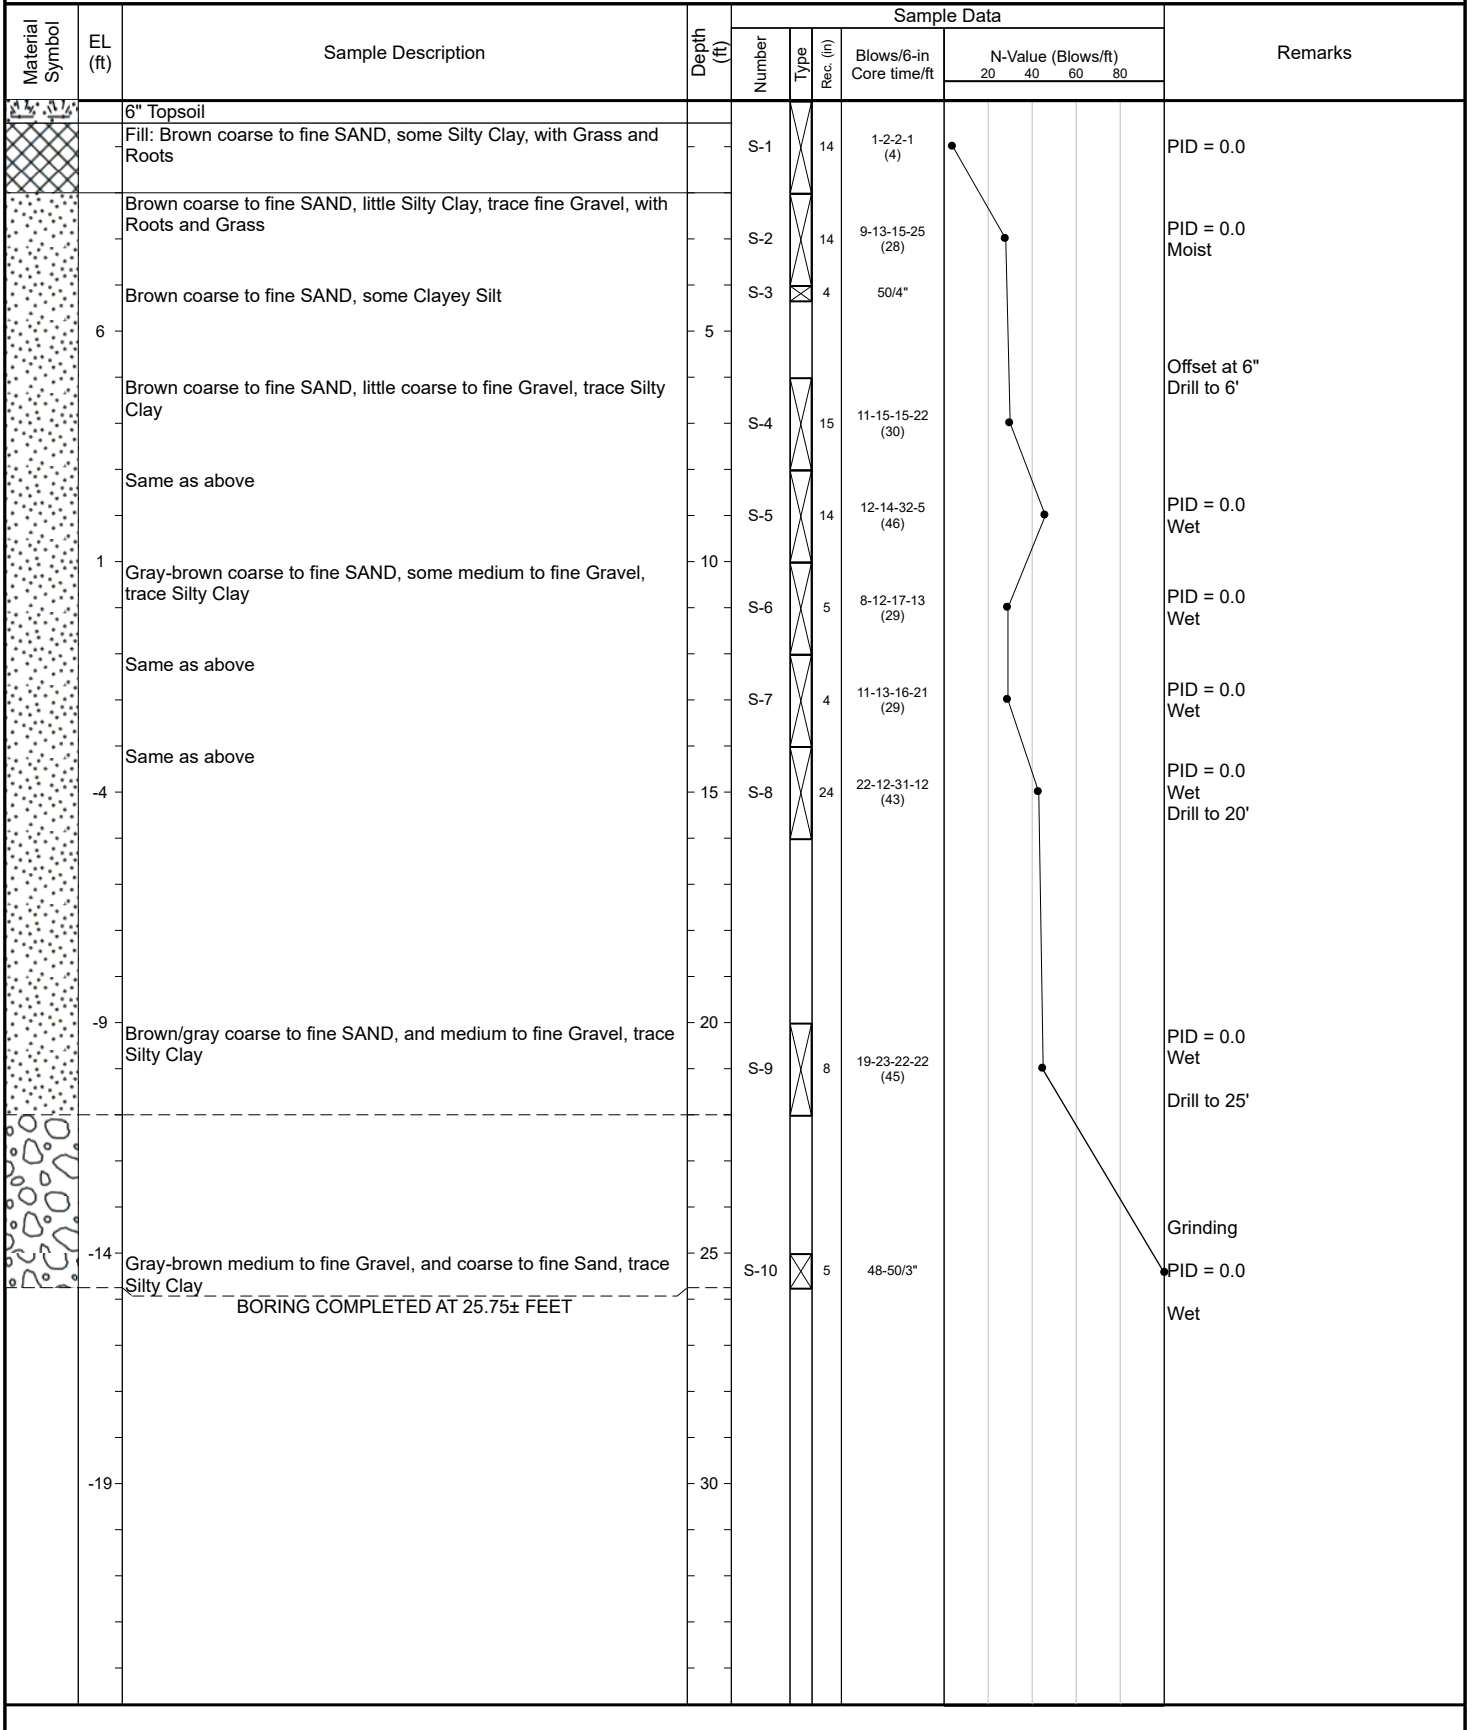 Material
Symbol
EL
(ft)
Sample Description
Depth
(ft)
Sample Data
Number
Type
Rec. (in)
Blows/6-in
Core time/ft
N-Value (Blows/ft)
20 40 60 80
Remarks
6" Topsoil
Fill: Brown coarse to fine SAND, some Silty Clay, with Grass and
Roots
S-1 14 1-2-2-1
(4)
PID = 0.0
Brown coarse to fine SAND, little Silty Clay, trace fine Gravel, with
Roots and Grass
S-2 14 9-13-15-25
(28)
PID = 0.0
Moist
Brown coarse to fine SAND, some Clayey Silt
S-3 4 50/4"
6 5
Offset at 6"
Drill to 6'
Brown coarse to fine SAND, little coarse to fine Gravel, trace Silty
Clay
S-4 15 11-15-15-22
(30)
Same as above
S-5 14 12-14-32-5
(46)
PID = 0.0
Wet
1 10
Gray-brown coarse to fine SAND, some medium to fine Gravel,
trace Silty Clay
S-6 5 8-12-17-13
(29)
PID = 0.0
Wet
Same as above
S-7 4 11-13-16-21
(29)
PID = 0.0
Wet
Same as above
-4 15 S-8 24 22-12-31-12
(43)
PID = 0.0
Wet
Drill to 20'
-9 20
Brown/gray coarse to fine SAND, and medium to fine Gravel, trace
Silty Clay
S-9 8 19-23-22-22
(45)
PID = 0.0
Wet
Drill to 25'
Grinding
-14 25
Gray-brown medium to fine Gravel, and coarse to fine Sand, trace
Silty Clay
S-10 5 48-50/3"
PID = 0.0
Wet
BORING COMPLETED AT 25.75± FEET
-19 30